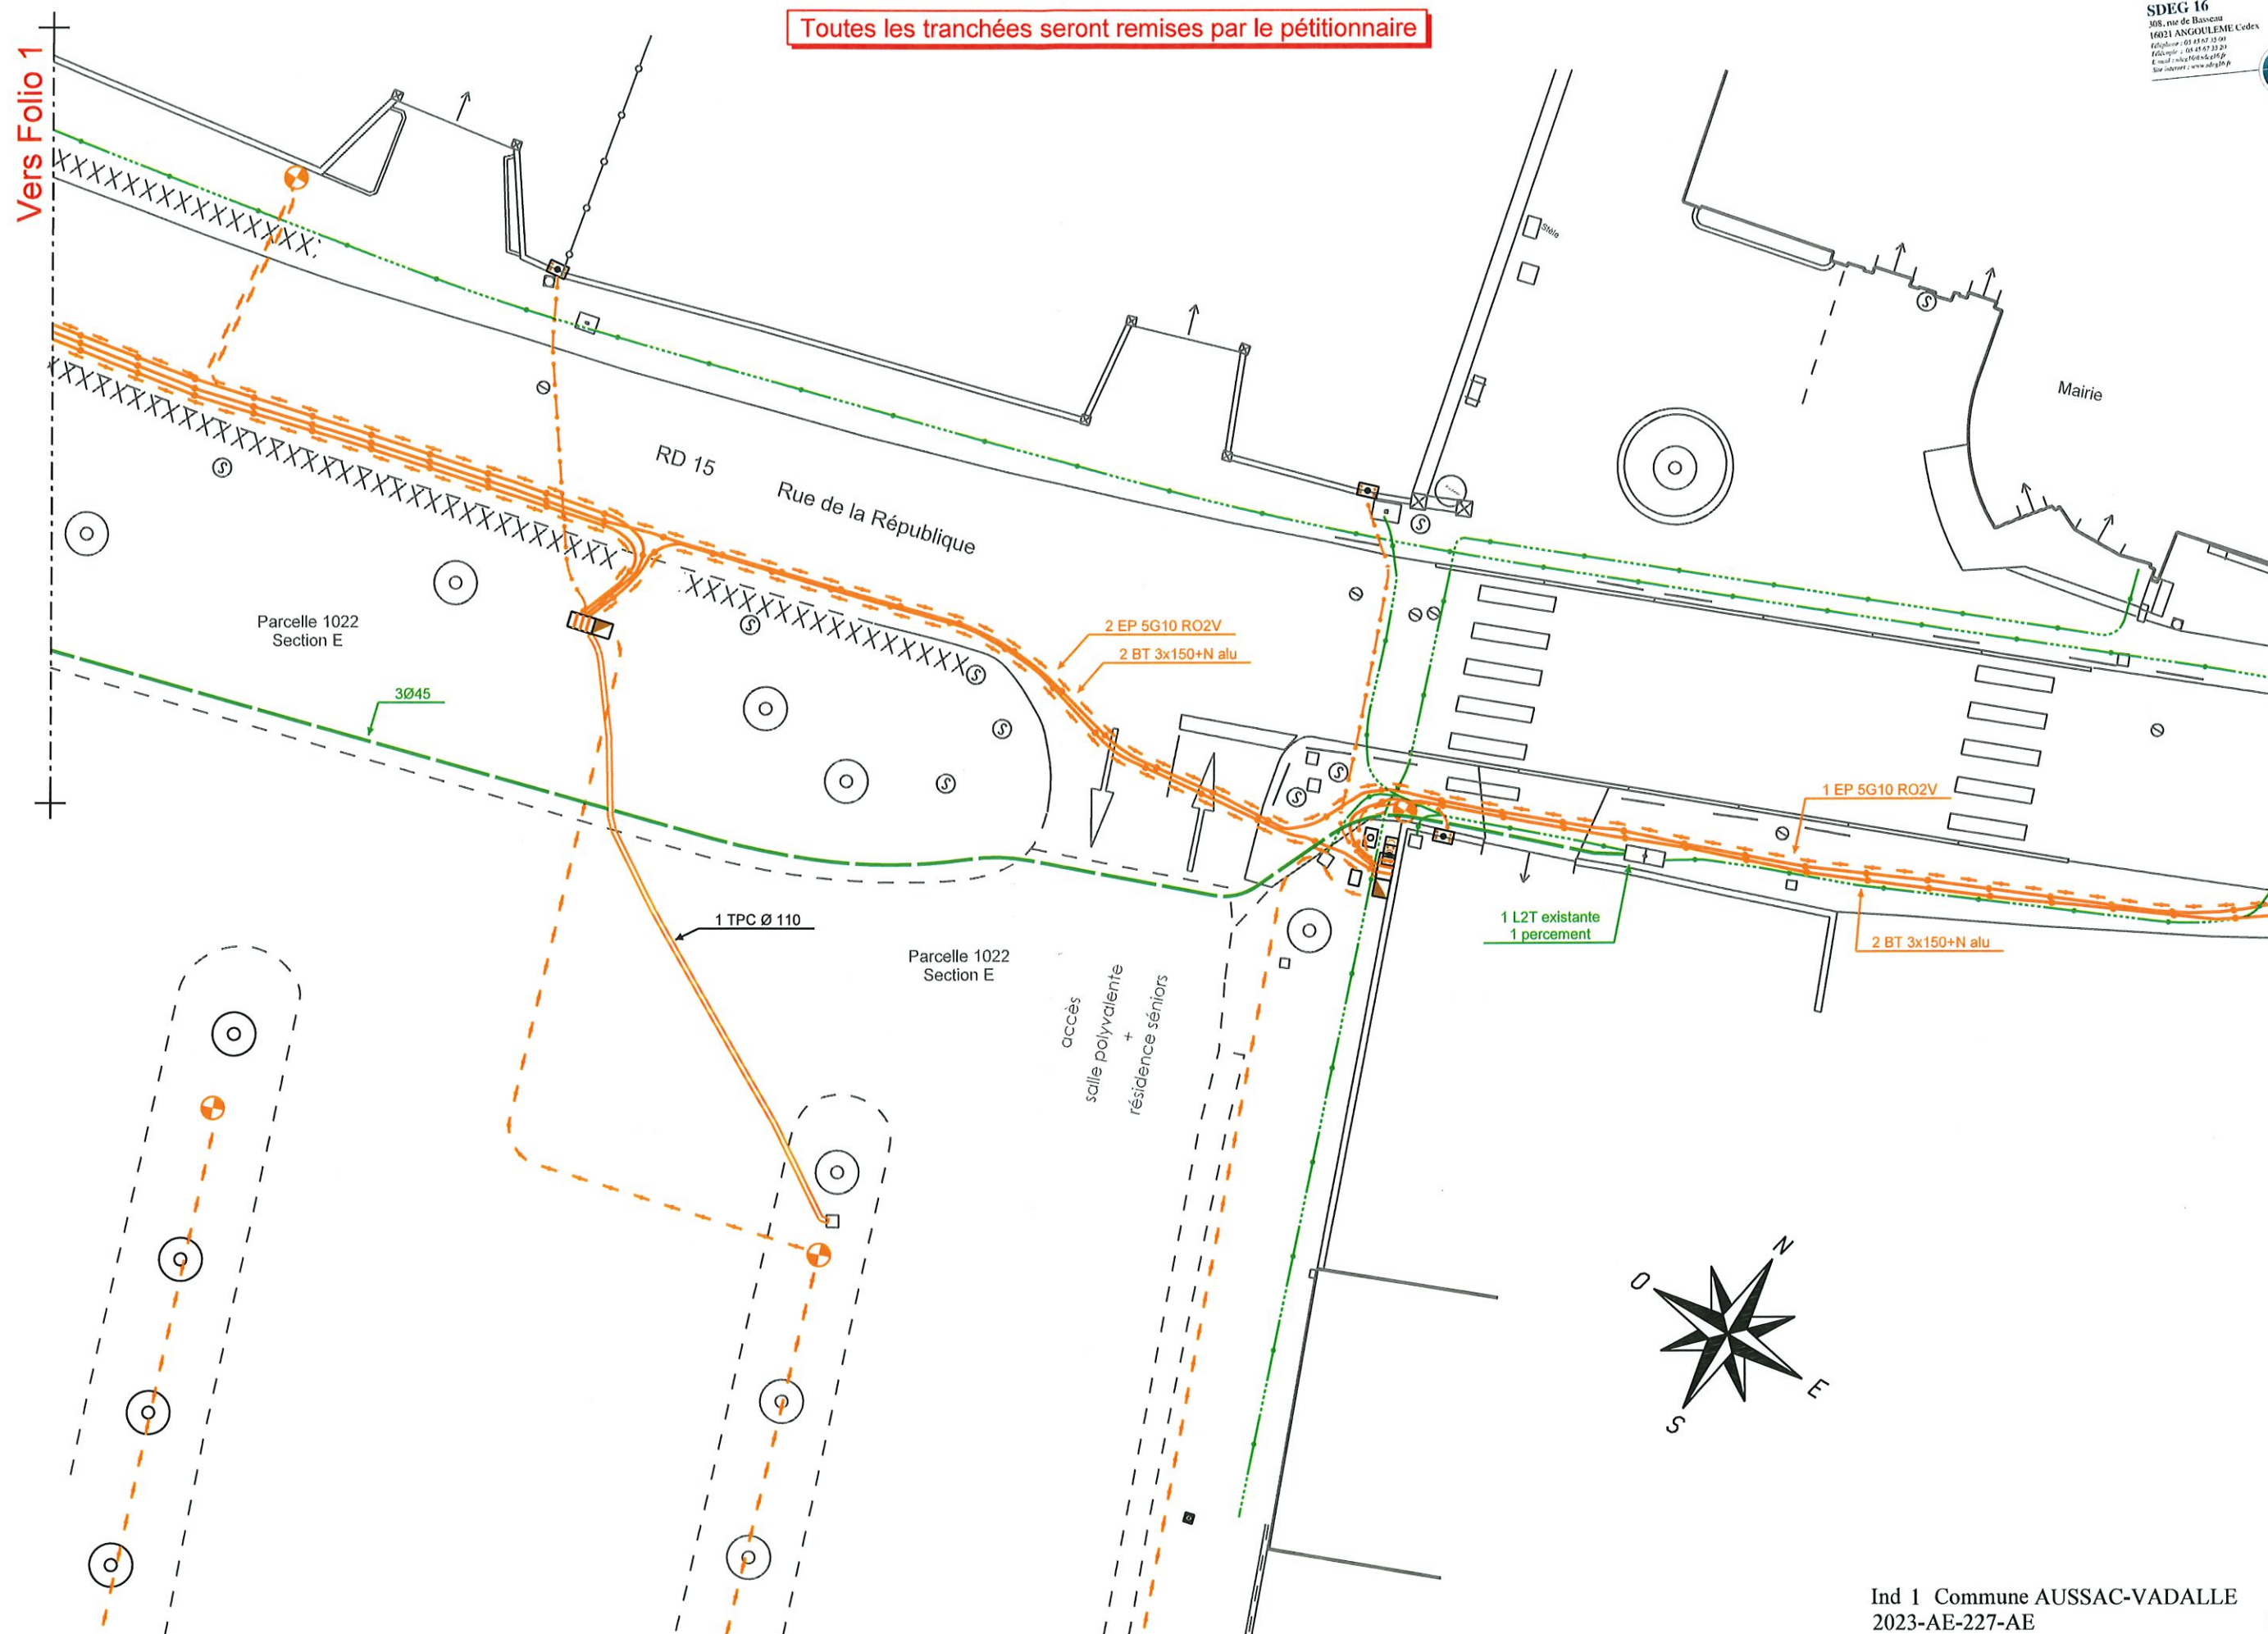 Toutes les tranchées seront remises par le pétitionnaire
SDEG 16
308, rue de Basseau
16021 ANGOULEME Cedex
Vers Folio 1
Stèle
Mairie
RD 15
Rue de la République
Parcelle 1022
Section E
3Ø45
2 EP 5G10 RO2V
2 BT 3x150+N alu
1 EP 5G10 RO2V
1 TPC Ø 110
Parcelle 1022
Section E
1 L2T existante
1 percement
2 BT 3x150+N alu
accès
salle polyvalente
+
résidence séniors
N
O
E
S
Ind 1 Commune AUSSAC-VADALLE
2023-AE-227-AE